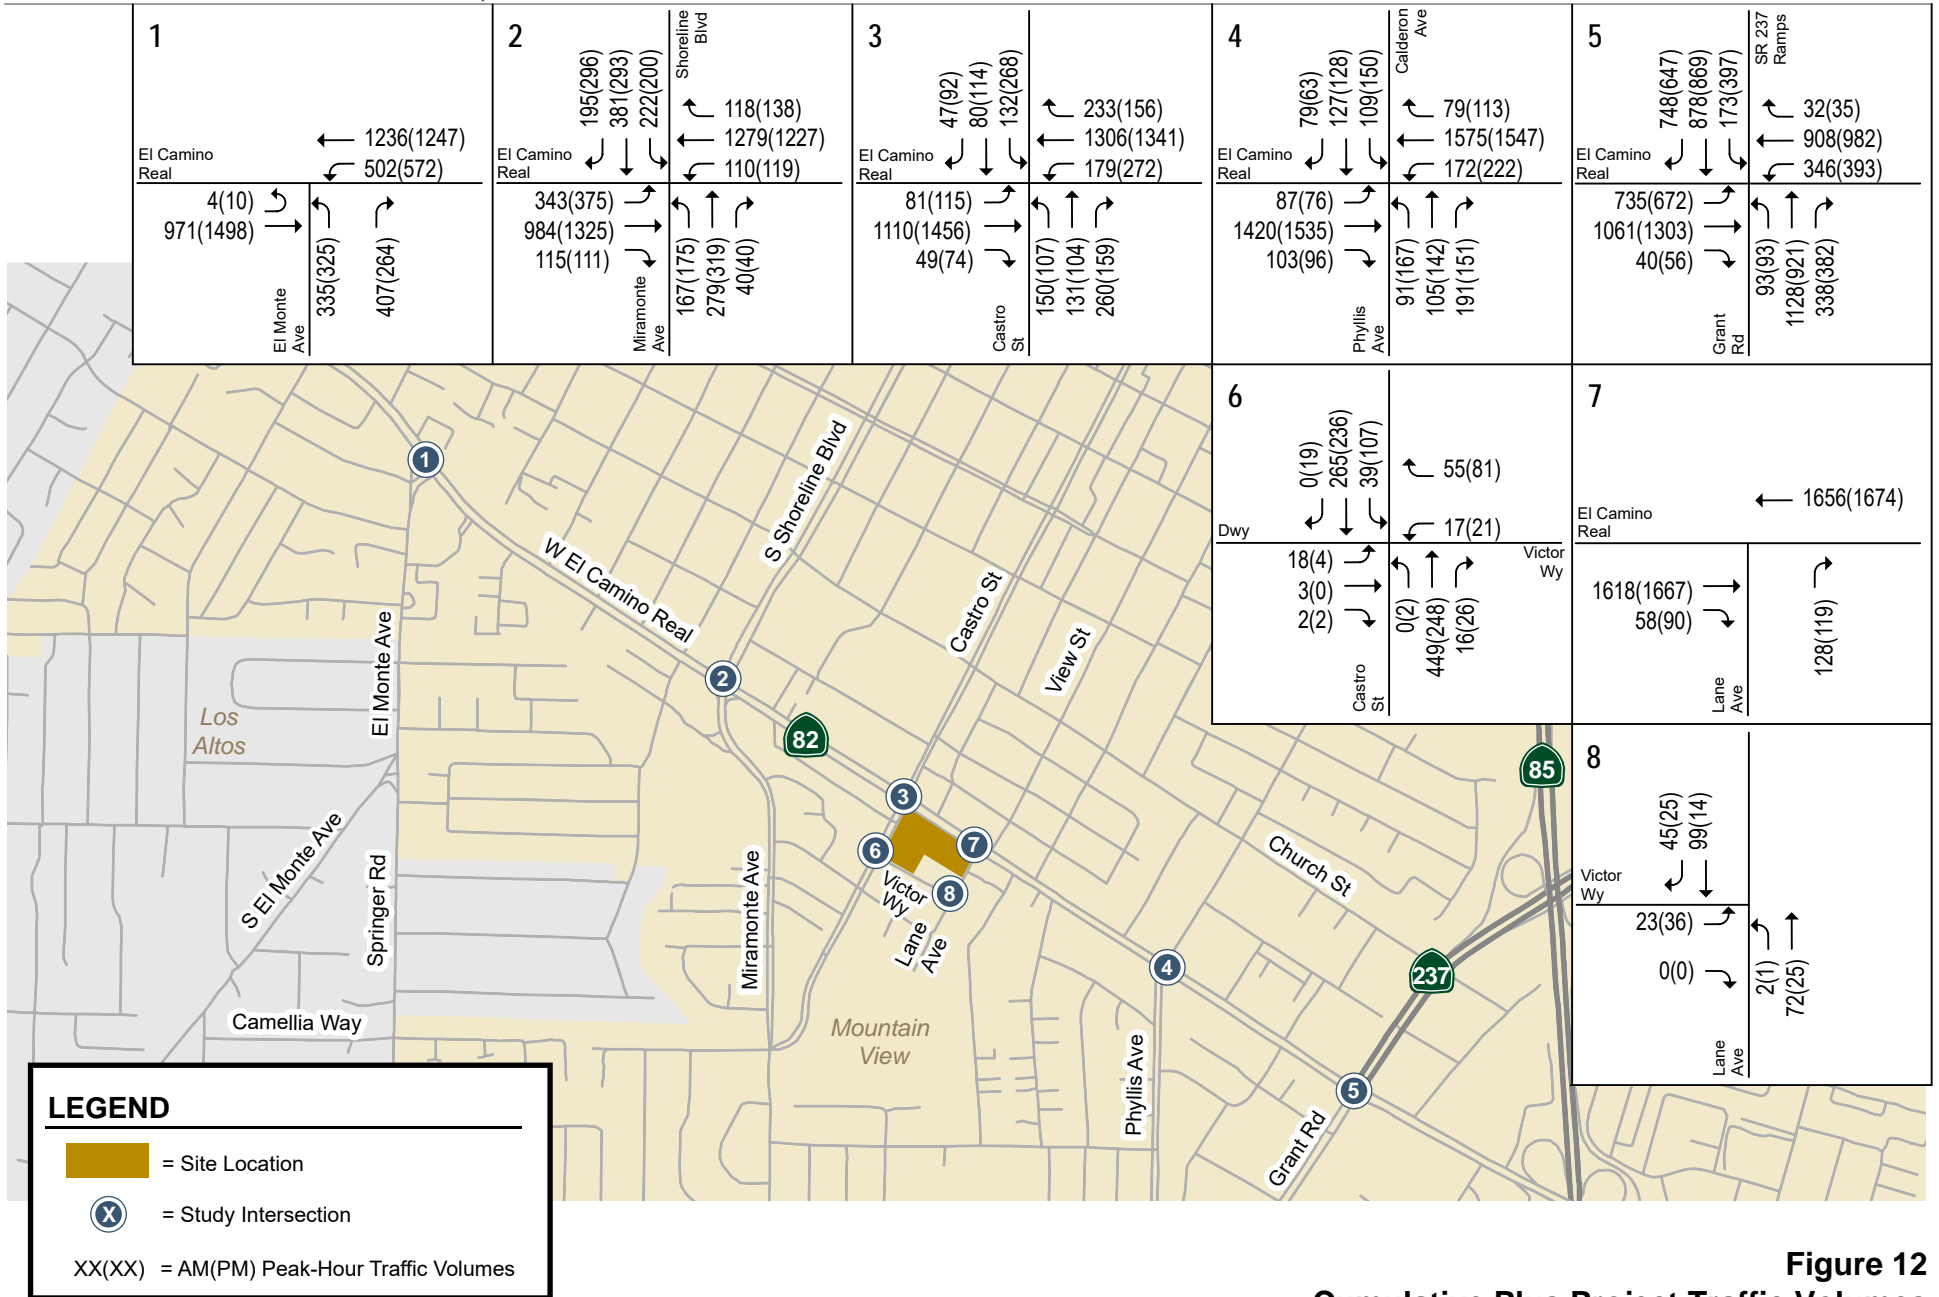 1
1236(1247)
502(572)
El Camino
Real
4(10)
971(1498)
335(325)
407(264)
El Monte
Ave
2
195(296)
381(293)
222(200)
Shoreline
Blvd
118(138)
1279(1227)
110(119)
El Camino
Real
343(375)
984(1325)
115(111)
167(175)
279(319)
40(40)
Miramonte
Ave
3
47(92)
80(114)
132(268)
233(156)
1306(1341)
179(272)
El Camino
Real
81(115)
1110(1456)
49(74)
150(107)
131(104)
260(159)
Castro
St
4
79(63)
127(128)
109(150)
Calderon
Ave
79(113)
1575(1547)
172(222)
El Camino
Real
87(76)
1420(1535)
103(96)
91(167)
105(142)
191(151)
Phyllis
Ave
5
748(647)
878(869)
173(397)
SR 237
Ramps
32(35)
908(982)
346(393)
El Camino
Real
735(672)
1061(1303)
40(56)
93(93)
1128(921)
338(382)
Grant
Rd
6
0(19)
265(236)
39(107)
55(81)
17(21)
Dwy
Victor
Wy
18(4)
3(0)
2(2)
0(2)
449(248)
16(26)
Castro
St
7
1656(1674)
El Camino
Real
1618(1667)
58(90)
128(119)
Lane
Ave
8
45(25)
99(14)
Victor
Wy
23(36)
0(0)
2(1)
72(25)
Lane
Ave
1
2
3
4
5
6
7
8
82
85
237
W El Camino Real
S Shoreline Blvd
Castro St
View St
El Monte Ave
Los
Altos
S El Monte Ave
Springer Rd
Miramonte Ave
Victor
Wy
Lane
Ave
Church St
Camellia Way
Mountain
View
Phyllis Ave
Grant Rd
LEGEND
= Site Location
X
= Study Intersection
XX(XX)
= AM(PM) Peak-Hour Traffic Volumes
Figure 12
Cumulative Plus Project Traffic Volumes